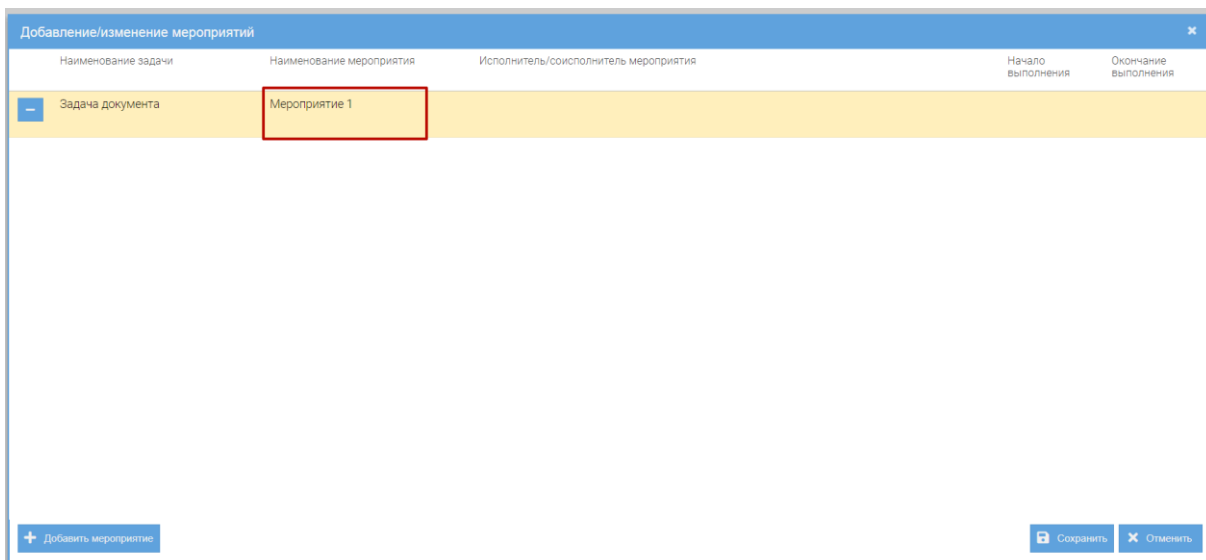 Добавление/изменение мероприятий
Наименование задачи Наименование мероприятия Исполнитель/соисполнитель мероприятия Начало выполнения Окончание выполнения
Задача документа Мероприятие 1
Добавить мероприятие Сохранить Отменить